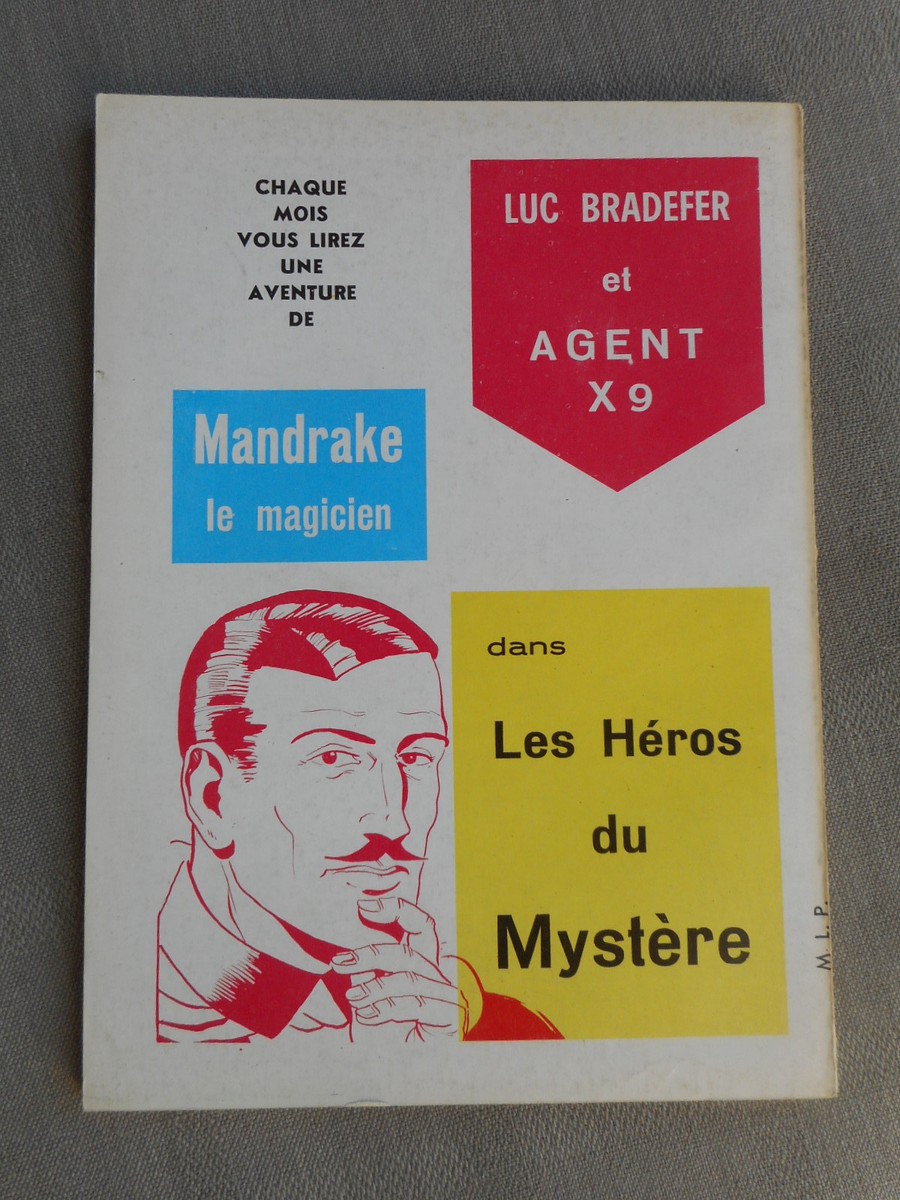 CHAQUE
MOIS
VOUS LIREZ
UNE
AVENTURE
DE
Mandrake
le magicien
LUC BRADEFER
et
AGENT
X9
dans
Les Héros
du
Mystère
M. L. P.